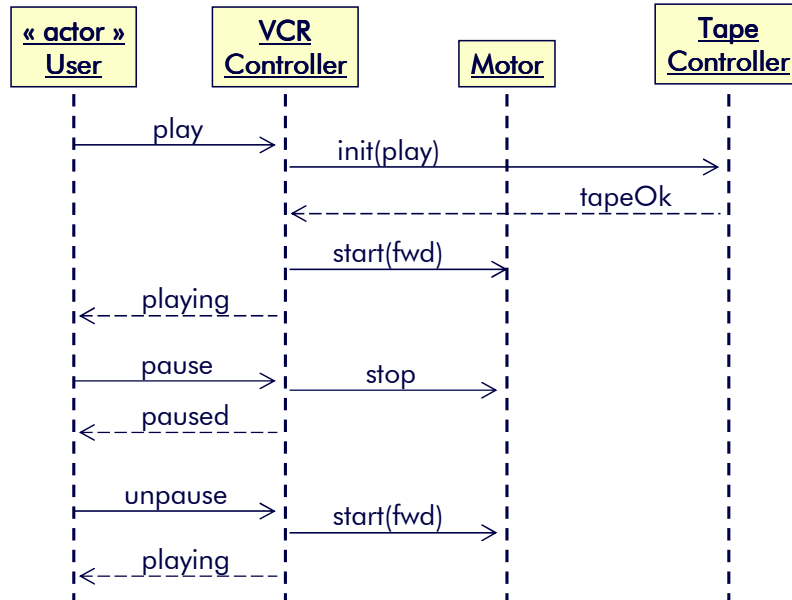 « actor »
User
VCR
Controller
Motor
Tape
Controller
play
init(play)
tapeOk
start(fwd)
playing
pause
stop
paused
unpause
start(fwd)
playing